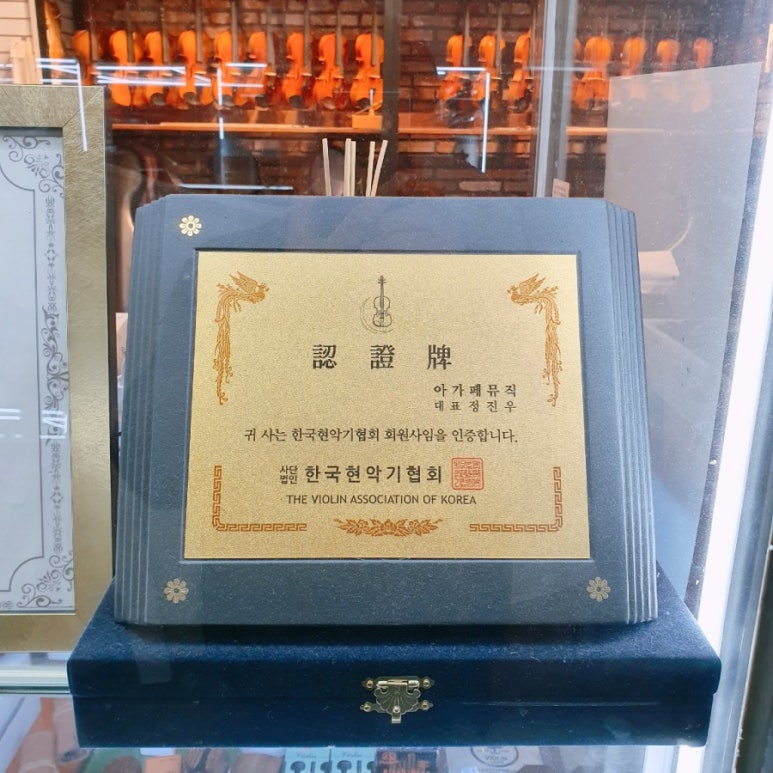 認證牌
아가페뮤직
대표정진우
귀 사는 한국현악기협회 회원사임을 인증합니다.
사단법인 한국현악기협회
THE VIOLIN ASSOCIATION OF KOREA